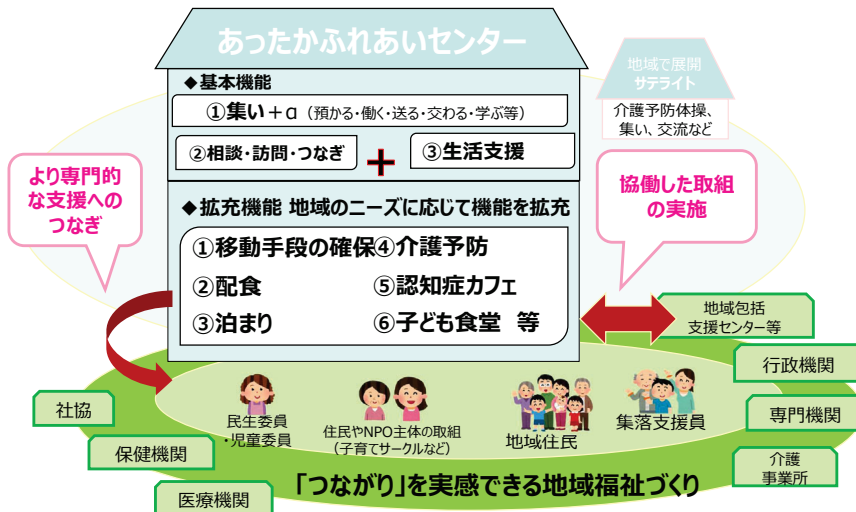 あったかふれあいセンター
◆基本機能
①集い+α（預かる・働く・送る・交わる・学ぶ等）
②相談・訪問・つなぎ
+
③生活支援
地域で展開
サテライト
介護予防体操、
集い、交流など
より専門的
な支援への
つなぎ
協働した取組
の実施
◆拡充機能 地域のニーズに応じて機能を拡充
①移動手段の確保④介護予防
②配食 ⑤認知症カフェ
③泊まり ⑥子ども食堂 等
地域包括
支援センター等
行政機関
専門機関
介護
事業所
社協
保健機関
医療機関
民生委員
・児童委員
住民やNPO主体の取組
（子育てサークルなど）
地域住民
集落支援員
「つながり」を実感できる地域福祉づくり